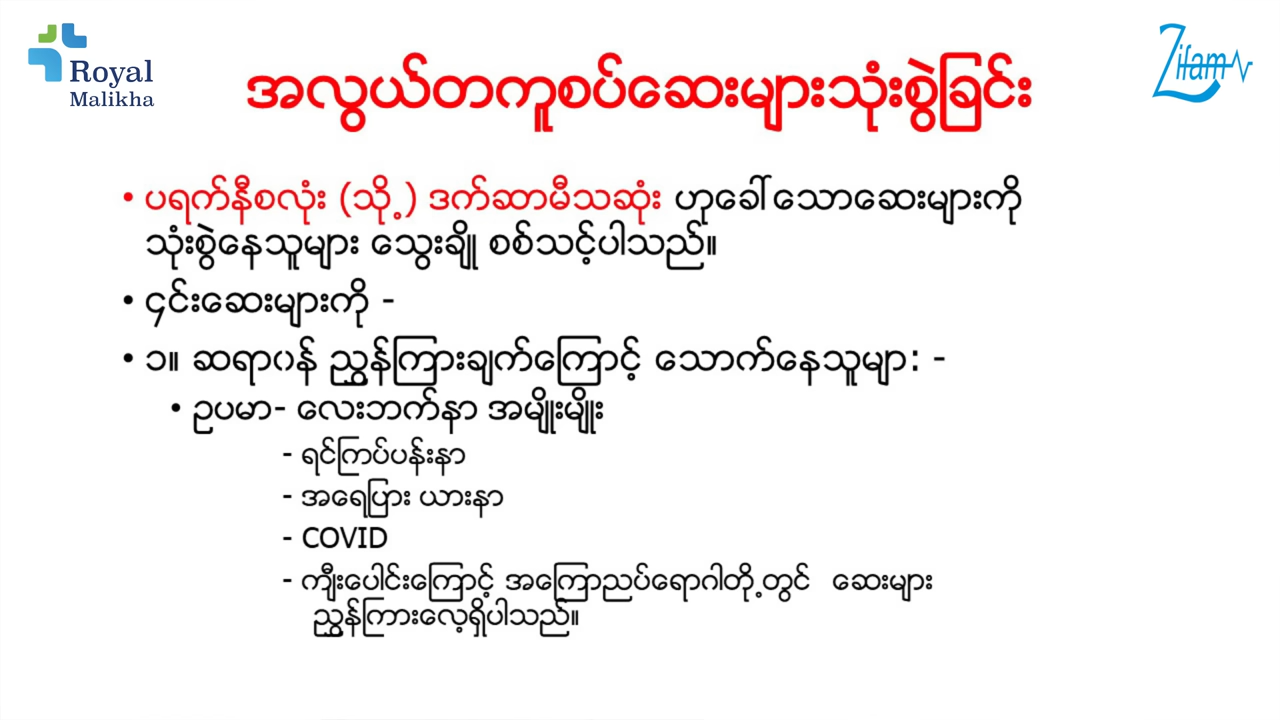 Royal
Malikha
Zifam
အလွယ်တကူစပ်ဆေးများသုံးစွဲခြင်း
• ပရက်နီစလုံး (သို့) ဒက်ဆာမီသဆုံး ဟုခေါ်သောဆေးများကို
သုံးစွဲနေသူများ သွေးချို စစ်သင့်ပါသည်။
• ၎င်းဆေးများကို -
• ၁။ ဆရာဝန် ညွှန်ကြားချက်ကြောင့် သောက်နေသူများ -
• ဥပမာ- လေးဘက်နာ အမျိုးမျိုး
- ရင်ကြပ်ပန်းနာ
- အရေပြား ယားနာ
- COVID
- ကျီးပေါင်းကြောင့် အကြောညပ်ရောဂါတို့တွင် ဆေးများ
ညွှန်ကြားလေ့ရှိပါသည်။